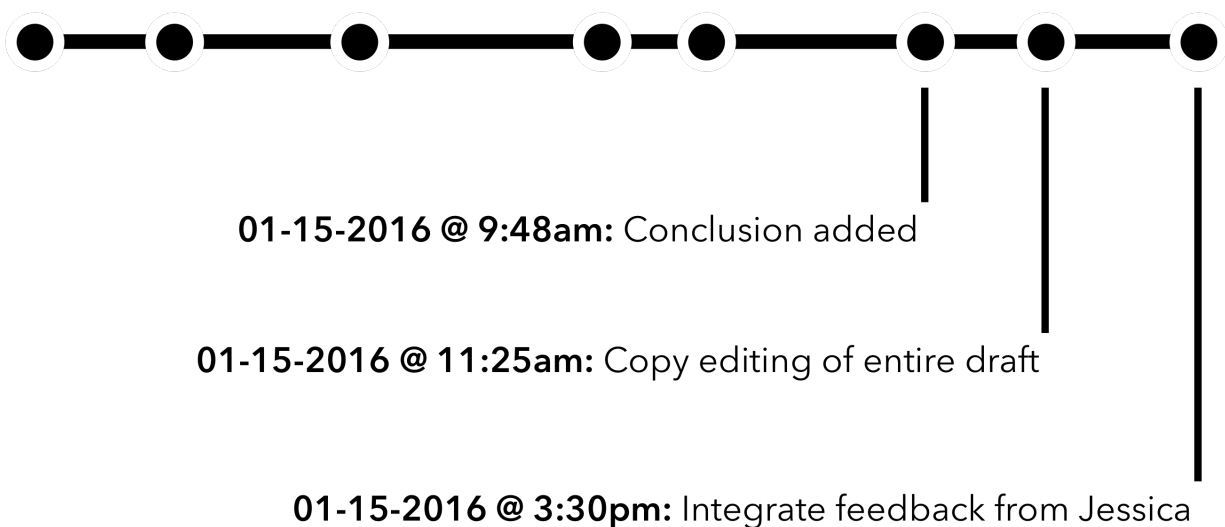 01-15-2016 @ 9:48am: Conclusion added
01-15-2016 @ 11:25am: Copy editing of entire draft
01-15-2016 @ 3:30pm: Integrate feedback from Jessica